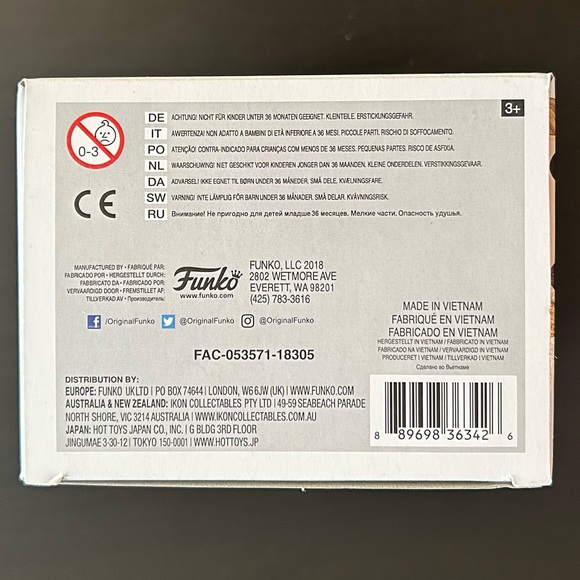 3+
0-3
DE ACHTUNG! NICHT FÜR KINDER UNTER 36 MONATEN GEEIGNET. KLEINTEILE. ERSTICKUNGSGEFAHR.
IT AVVERTENZA! NON ADATTO A BAMBINI DI ETÀ INFERIORE A 36 MESI. PICCOLE PARTI. RISCHIO DI SOFFOCAMENTO.
PO ATENÇÃO! CONTRA-INDICADO PARA CRIANÇAS COM MENOS DE 36 MESES. PEQUENAS PARTES. RISCO DE ASFIXIA.
NL WAARSCHUWING! NIET GESCHIKT VOOR KINDEREN JONGER DAN 36 MAANDEN. KLEINE ONDERDELEN. VERSTIKKINGSGEVAAR.
DA ADVARSEL! IKKE EGNET TIL BØRN UNDER 36 MÅNEDER. SMÅ DELE. KVÆLNINGSFARE.
SW VARNING! INTE LÄMPLIG FÖR BARN UNDER 36 MÅNADER. SMÅ DELAR. KVÄVNINGSRISK.
RU Внимание! Не пригодно для детей младше 36 месяцев. Мелкие части. Опасность удушья.
CE
MANUFACTURED BY • FABRIQUÉ PAR:
FABRICADO POR • HERGESTELLT DURCH:
FABBRICATO DA • FABRICADO POR:
VERVAARDIGD DOOR • FREMSTILLET AF:
TILLVERKAD AV • Производитель:
Funko
www.funko.com
FUNKO, LLC 2018
2802 WETMORE AVE
EVERETT, WA 98201
(425) 783-3616
/OriginalFunko @OriginalFunko @OriginalFunko
MADE IN VIETNAM
FABRIQUÉ EN VIETNAM
FABRICADO EN VIETNAM
HERGESTELLT IN VIETNAM / FABBRICATO IN VIETNAM
FABRICADO NA VIETNAM / VERVAARDIGD IN VIETNAM
PRODUCERET I VIETNAM / TILLVERKAD I VIETNAM
Сделано во Вьетнаме
FAC-053571-18305
DISTRIBUTION BY:
EUROPE: FUNKO UK LTD | PO BOX 74644 | LONDON, W6 6JW (UK) | WWW.FUNKO.COM
AUSTRALIA & NEW ZEALAND: IKON COLLECTABLES PTY LTD | 49-59 SEABEACH PARADE
NORTH SHORE, VIC 3214 AUSTRALIA | WWW.IKONCOLLECTABLES.COM.AU
JAPAN: HOT TOYS JAPAN CO., INC. | G BLDG 3RD FLOOR
JINGUMAE 3-30-12 | TOKYO 150-0001 | WWW.HOTTOYS.JP
8 89698 36342 6